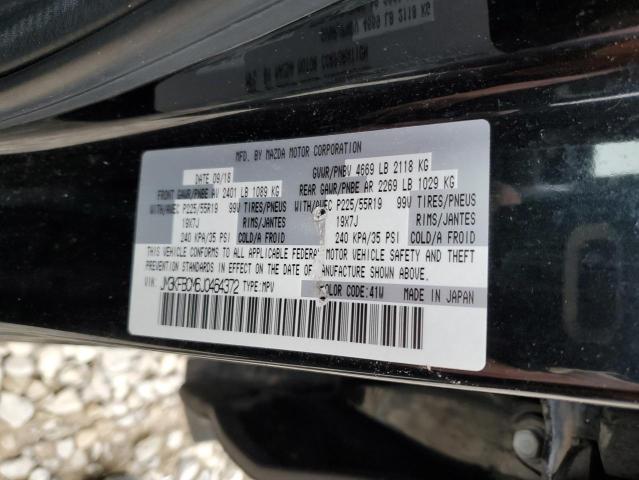 MFD. BY MAZDA MOTOR CORPORATION
DATE 09/18 GVWR/PNBV 4669 LB 2118 KG
FRONT GAWR/PNBE AV 2401 LB 1089 KG REAR GAWR/PNBE AR 2269 LB 1029 KG
WITH/AVEC P225/55R19 99V TIRES/PNEUS WITH/AVEC P225/55R19 99V TIRES/PNEUS
19X7J RIMS/JANTES 19X7J RIMS/JANTES
240 KPA/35 PSI COLD/A FROID 240 KPA/35 PSI COLD/A FROID
THIS VEHICLE CONFORMS TO ALL APPLICABLE FEDERAL MOTOR VEHICLE SAFETY AND THEFT
PREVENTION STANDARDS IN EFFECT ON THE DATE OF MANUFACTURE SHOWN ABOVE.
VIN: JM3KFBCM5J0464372 TYPE: MPV COLOR CODE: 41W MADE IN JAPAN